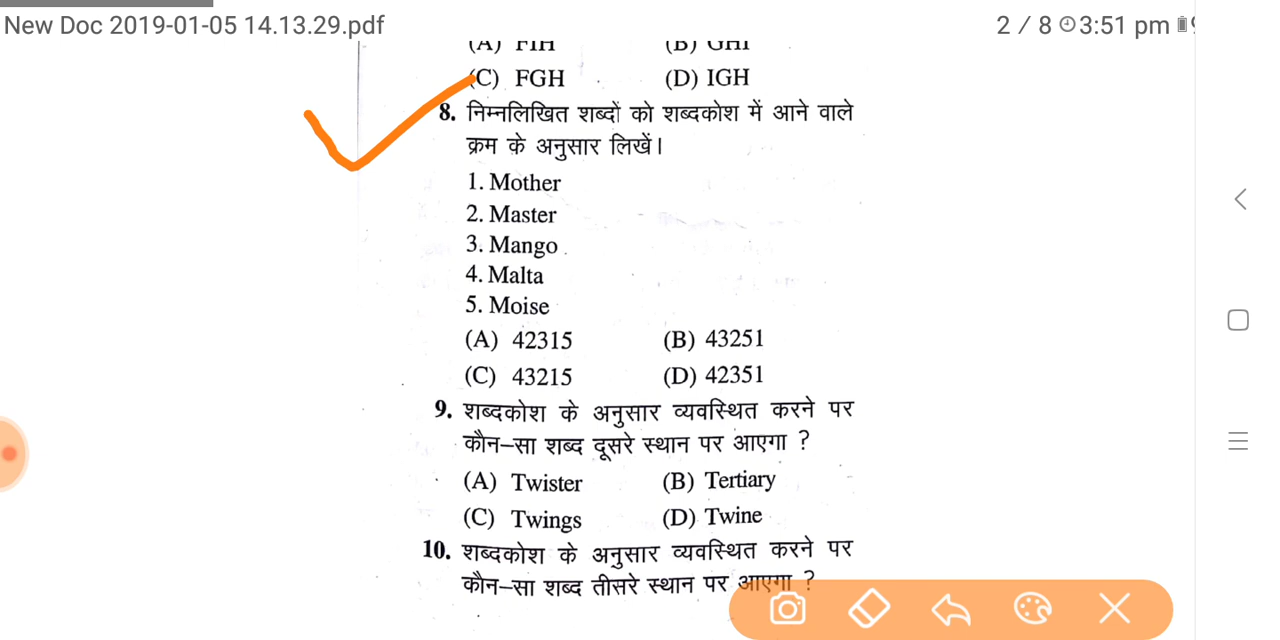 New Doc 2019-01-05 14.13.29.pdf
2 / 8 3:51 pm
(A) FIH (B) GHI
(C) FGH (D) IGH
8. निम्नलिखित शब्दों को शब्दकोश में आने वाले
क्रम के अनुसार लिखें।
1. Mother
2. Master
3. Mango
4. Malta
5. Moise
(A) 42315 (B) 43251
(C) 43215 (D) 42351
9. शब्दकोश के अनुसार व्यवस्थित करने पर
कौन-सा शब्द दूसरे स्थान पर आएगा ?
(A) Twister (B) Tertiary
(C) Twings (D) Twine
10. शब्दकोश के अनुसार व्यवस्थित करने पर
कौन-सा शब्द तीसरे स्थान पर आएगा ?